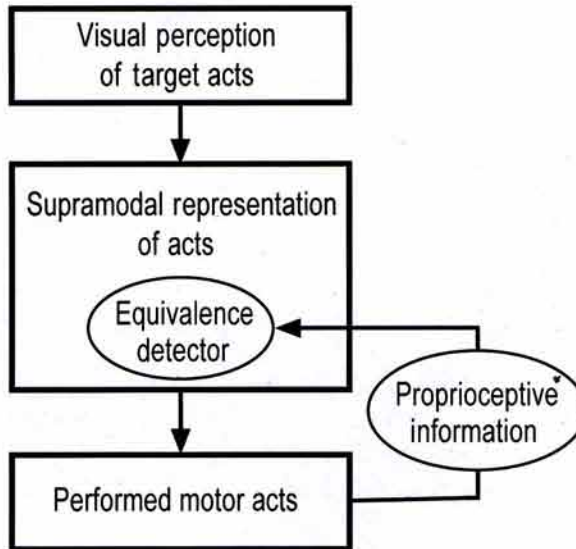 Visual perception
of target acts
Supramodal representation
of acts
Equivalence
detector
Proprioceptive
information
Performed motor acts